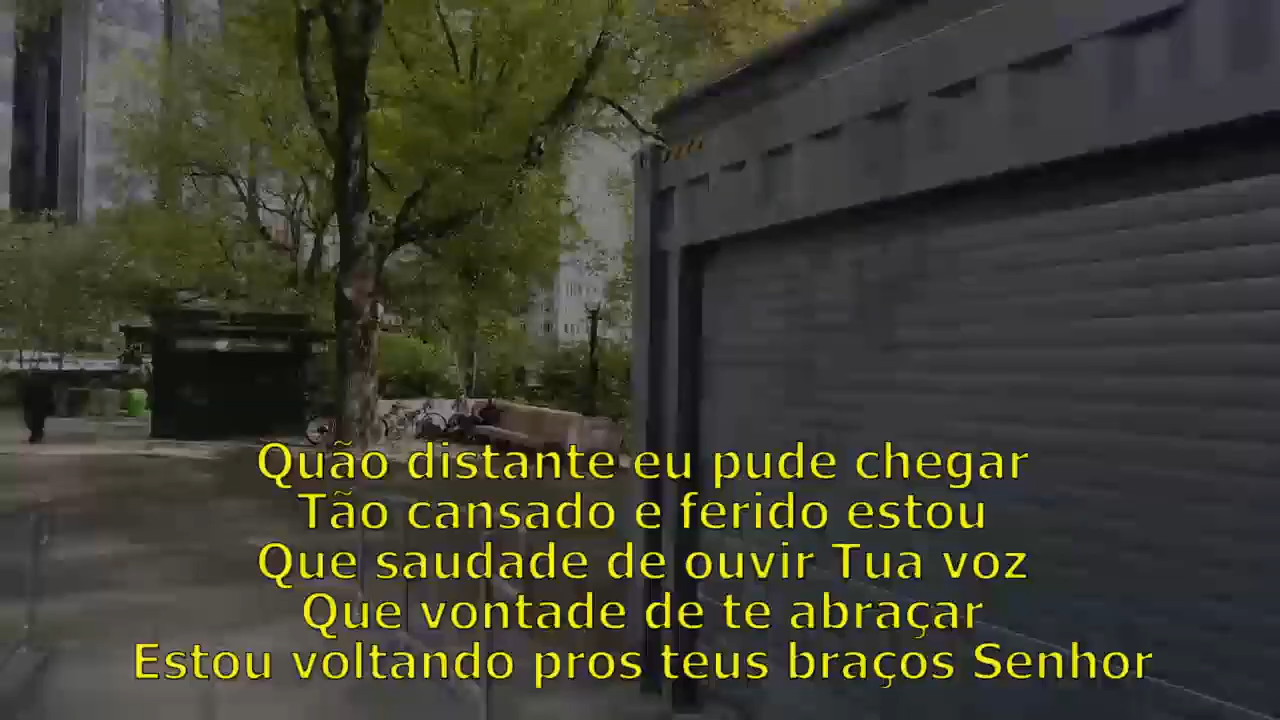 Quão distante eu pude chegar
Tão cansado e ferido estou
Que saudade de ouvir Tua voz
Que vontade de te abraçar
Estou voltando pros teus braços Senhor